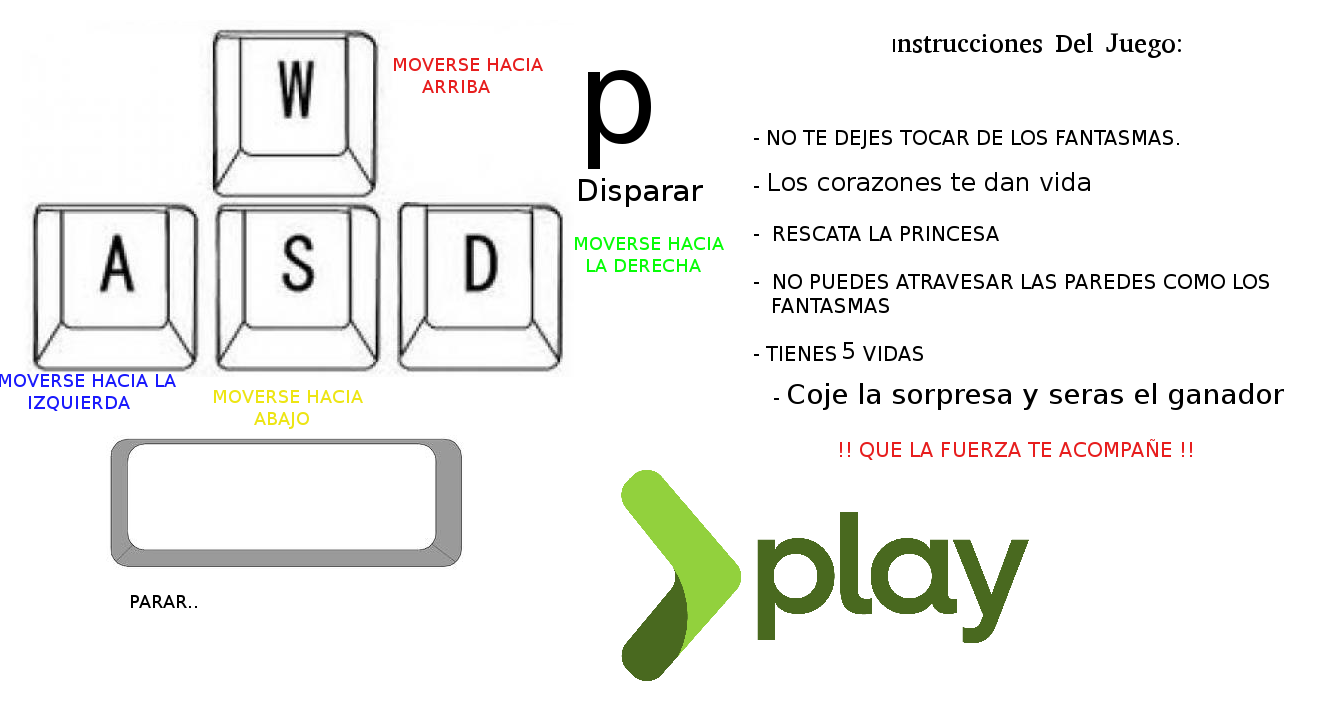 W
MOVERSE HACIA
ARRIBA
A
S
D
MOVERSE HACIA LA
IZQUIERDA
MOVERSE HACIA
ABAJO
p
Disparar
MOVERSE HACIA
LA DERECHA
PARAR..
Instrucciones Del Juego:
- NO TE DEJES TOCAR DE LOS FANTASMAS.
- Los corazones te dan vida
- RESCATA LA PRINCESA
- NO PUEDES ATRAVESAR LAS PAREDES COMO LOS
FANTASMAS
- TIENES 5 VIDAS
- Coje la sorpresa y seras el ganador
!! QUE LA FUERZA TE ACOMPAÑE !!
play